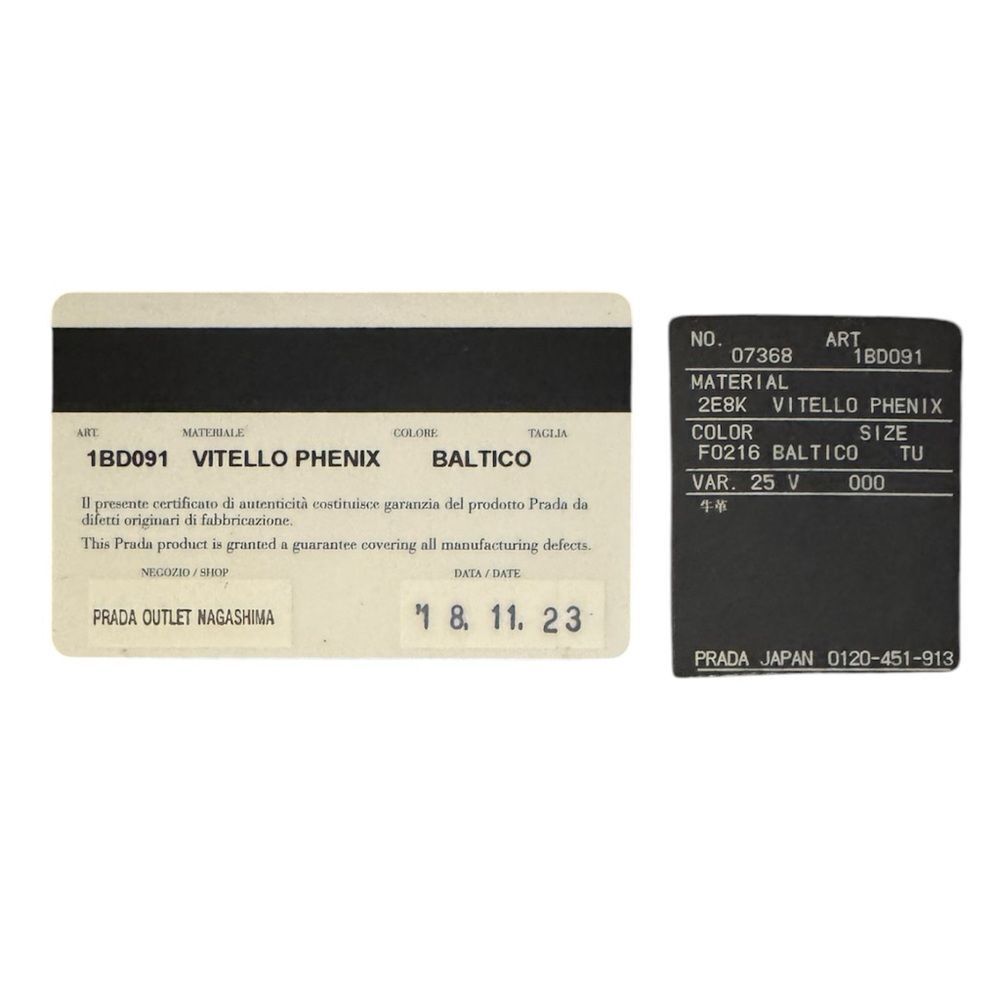 ART. MATERIALE COLORE TAGLIA
1BD091 VITELLO PHENIX BALTICO
Il presente certificato di autenticità costituisce garanzia del prodotto Prada da
difetti originari di fabbricazione.
This Prada product is granted a guarantee covering all manufacturing defects.
NEGOZIO / SHOP DATA / DATE
PRADA OUTLET NAGASHIMA '18.11.23
NO. ART
07368 1BD091
MATERIAL
2E8K VITELLO PHENIX
COLOR SIZE
F0216 BALTICO TU
VAR. 25 V 000
牛革
PRADA JAPAN 0120-451-913